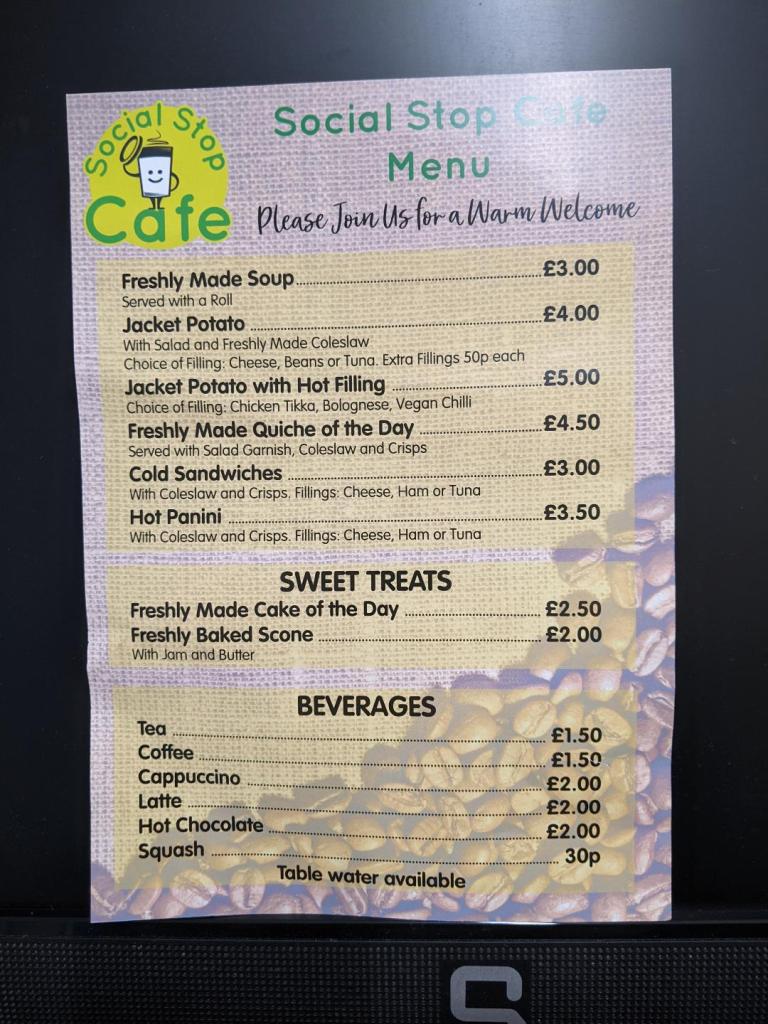 Social Stop
Cafe
Social Stop Cafe
Menu
Please Join Us for a Warm Welcome
Freshly Made Soup £3.00
Served with a Roll
Jacket Potato £4.00
With Salad and Freshly Made Coleslaw
Choice of Filling: Cheese, Beans or Tuna. Extra Fillings 50p each
Jacket Potato with Hot Filling £5.00
Choice of Filling: Chicken Tikka, Bolognese, Vegan Chilli
Freshly Made Quiche of the Day £4.50
Served with Salad Garnish, Coleslaw and Crisps
Cold Sandwiches £3.00
With Coleslaw and Crisps. Fillings: Cheese, Ham or Tuna
Hot Panini £3.50
With Coleslaw and Crisps. Fillings: Cheese, Ham or Tuna
SWEET TREATS
Freshly Made Cake of the Day £2.50
Freshly Baked Scone £2.00
With Jam and Butter
BEVERAGES
Tea £1.50
Coffee £1.50
Cappuccino £2.00
Latte £2.00
Hot Chocolate £2.00
Squash 30p
Table water available